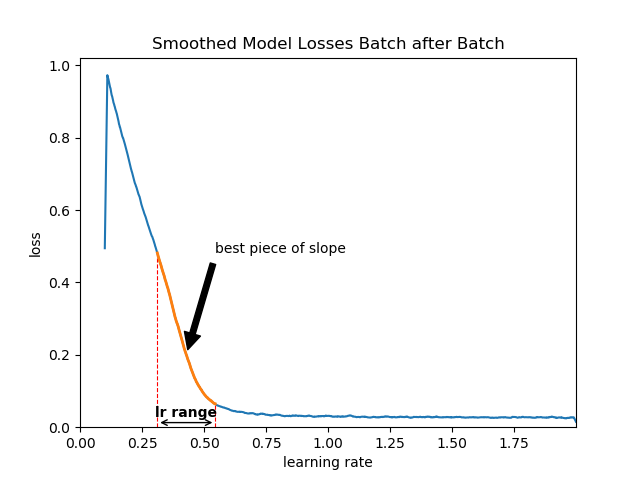 Smoothed Model Losses Batch after Batch
1.0
0.8
0.6
0.4
0.2
0.0
loss
best piece of slope
lr range
0.00 0.25 0.50 0.75 1.00 1.25 1.50 1.75
learning rate